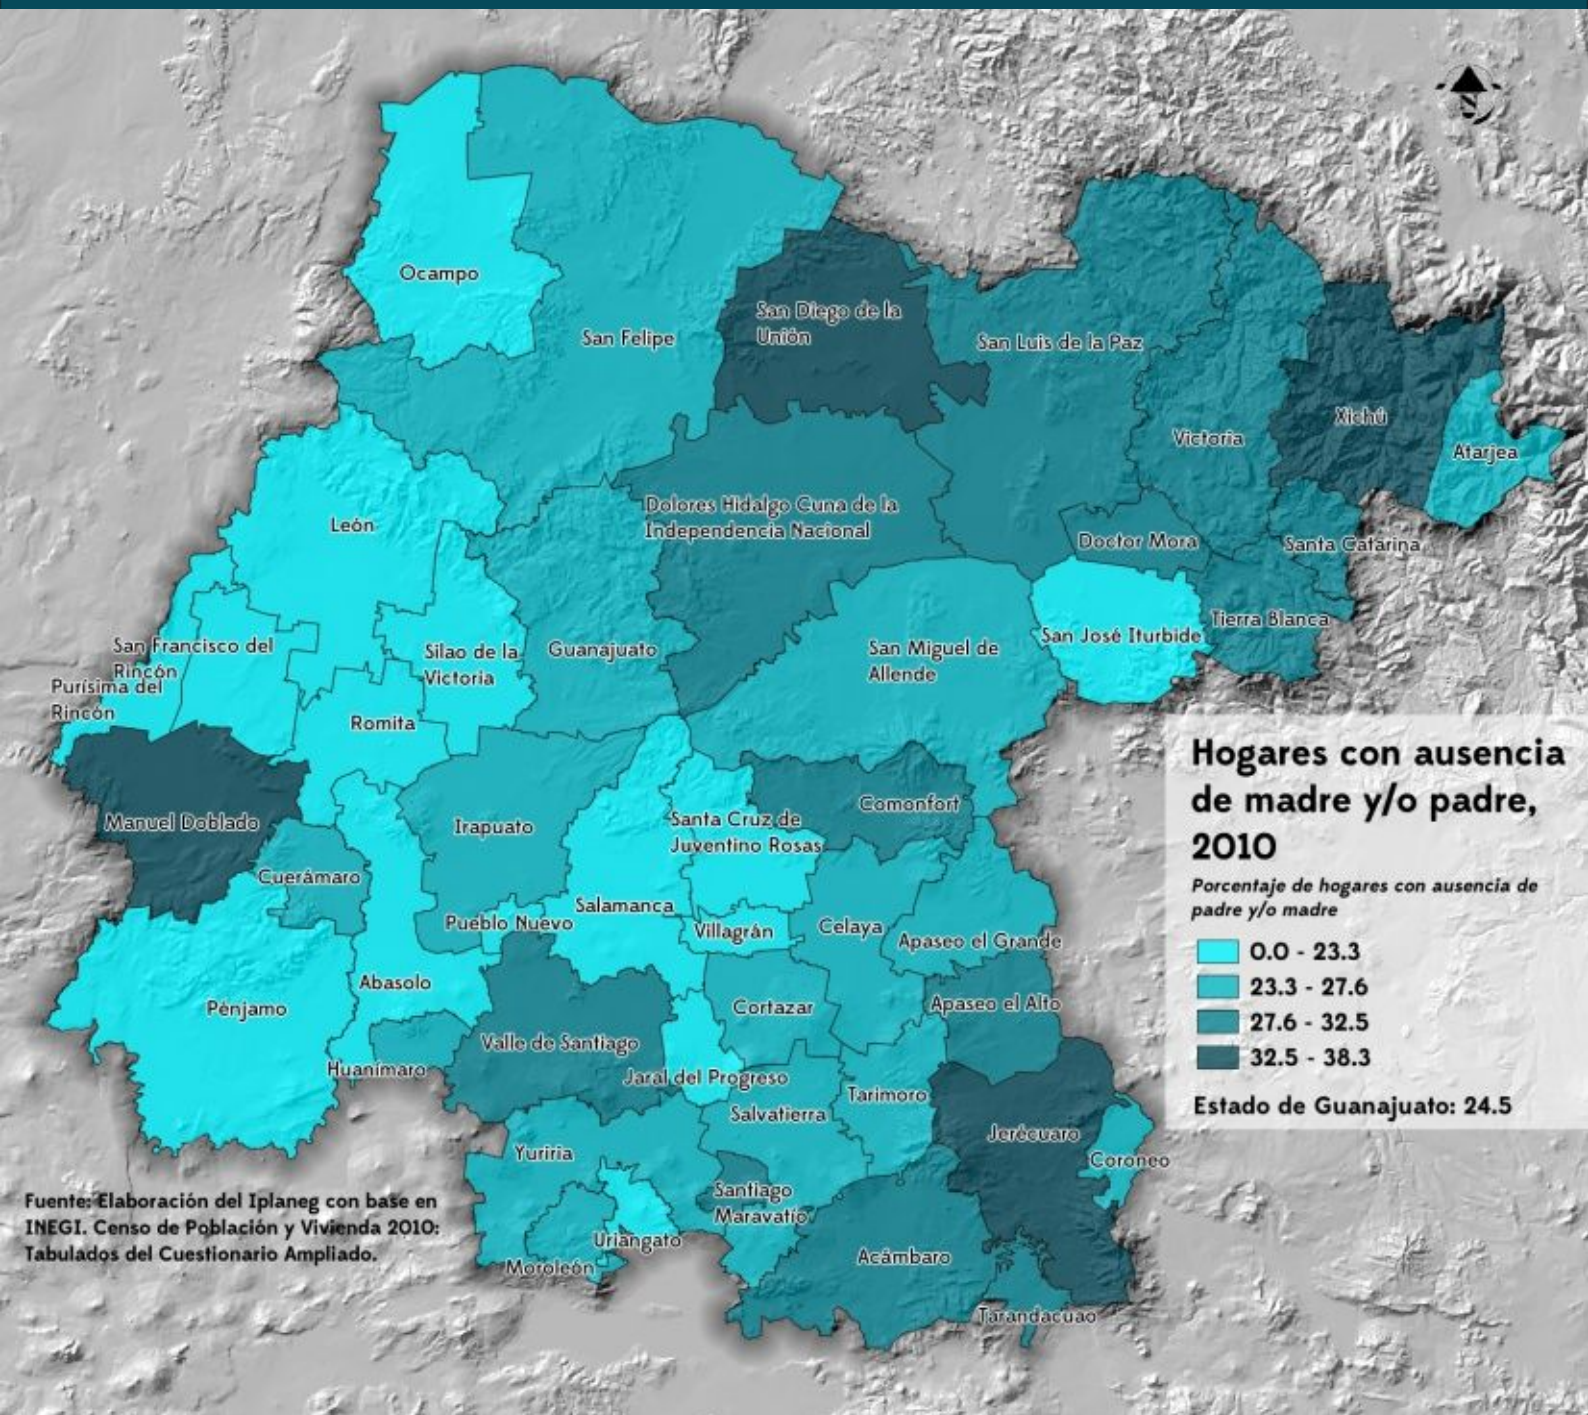 Ocampo
San Felipe
San Diego de la
Unión
San Luis de la Paz
Victoria
Xichú
Atarjea
León
Dolores Hidalgo Cuna de la
Independencia Nacional
Doctor Mora
Santa Catarina
San Francisco del
Rincón
Purísima del
Rincón
Silao de la
Victoria
Guanajuato
San Miguel de
Allende
San José Iturbide
Tierra Blanca
Romita
Manuel Doblado
Irapuato
Santa Cruz de
Juventino Rosas
Comonfort
Cuerámaro
Pueblo Nuevo
Salamanca
Villagrán
Celaya
Apaseo el Grande
Pénjamo
Abasolo
Cortazar
Apaseo el Alto
Huanímaro
Valle de Santiago
Jaral del Progreso
Salvatierra
Tarimoro
Jerécuaro
Coroneo
Yuriria
Santiago
Maravatío
Uriangato
Moroleón
Acámbaro
Tarandacuao
Hogares con ausencia
de madre y/o padre,
2010
Porcentaje de hogares con ausencia de
padre y/o madre
0.0 - 23.3
23.3 - 27.6
27.6 - 32.5
32.5 - 38.3
Estado de Guanajuato: 24.5
Fuente: Elaboración del Iplaneg con base en
INEGI. Censo de Población y Vivienda 2010:
Tabulados del Cuestionario Ampliado.